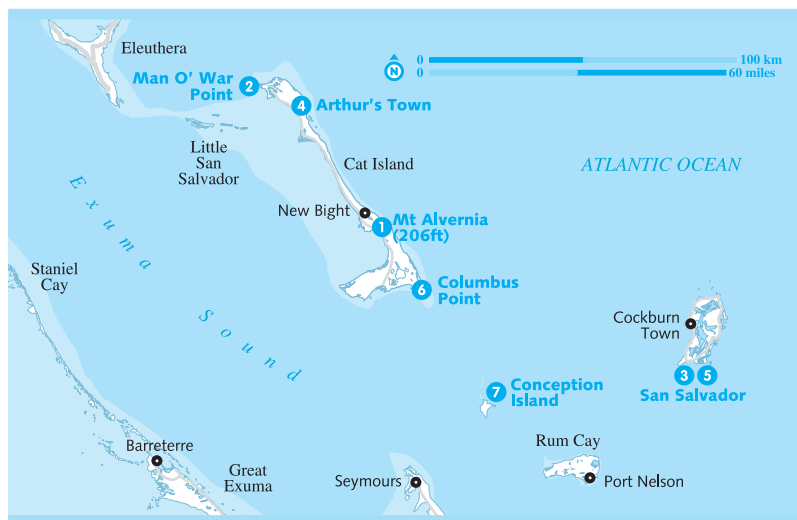 Eleuthera
0 100 km
N
0 60 miles
Man O' War
Point
2
4 Arthur's Town
Little
San
Salvador
Cat Island
ATLANTIC OCEAN
Exuma Sound
New Bight
1 Mt Alvernia
(206ft)
Staniel
Cay
6 Columbus
Point
Cockburn
Town
3 5
San Salvador
7 Conception
Island
Rum Cay
Barreterre
Great
Exuma
Seymours
Port Nelson